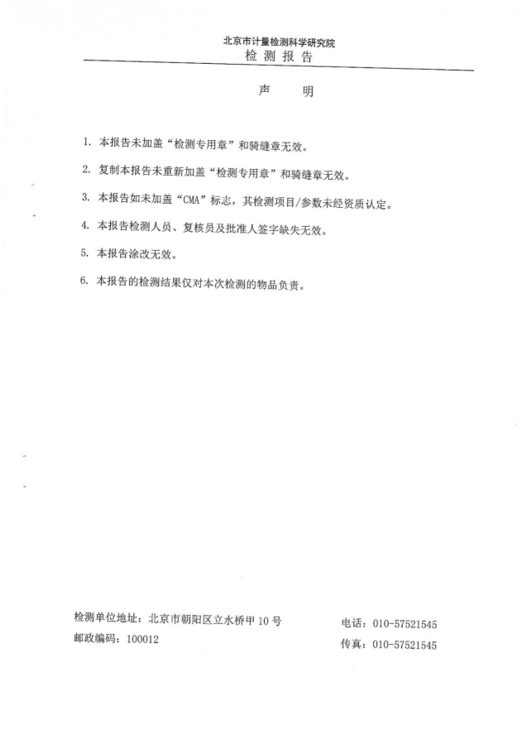 北京市计量检测科学研究院
检测报告
声 明
1. 本报告未加盖“检测专用章”和骑缝章无效。
2. 复制本报告未重新加盖“检测专用章”和骑缝章无效。
3. 本报告如未加盖“CMA”标志，其检测项目/参数未经资质认定。
4. 本报告检测人员、复核员及批准人签字缺失无效。
5. 本报告涂改无效。
6. 本报告的检测结果仅对本次检测的物品负责。
检测单位地址：北京市朝阳区立水桥甲 10 号
电话：010-57521545
邮政编码：100012
传真：010-57521545